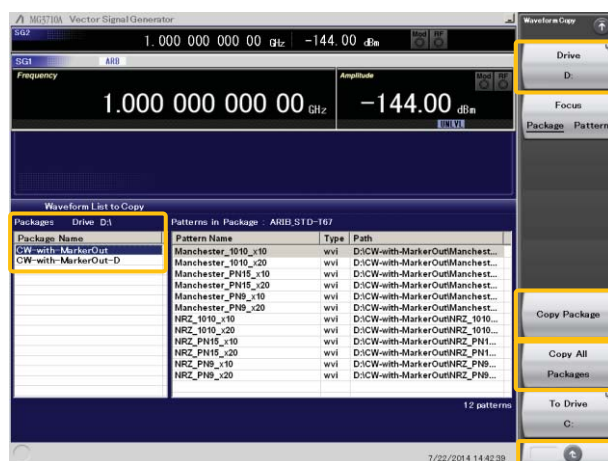 MG3710A Vector Signal Generator
SG2
1. 000 000 000 00 GHz -144. 00 dBm Mod RF
SG1 ARB
Frequency Amplitude Mod RF
1.000 000 000 00 GHz -144.00 dBm
UNLVL
Waveform List to Copy
Packages Drive D:\ Patterns in Package : ARIB_STD-T67
Package Name Pattern Name Type Path
CW-with-MarkerOut Manchester_1010_x10 wvi D:\CW-with-MarkerOut\Manchest...
CW-with-MarkerOut-D Manchester_1010_x20 wvi D:\CW-with-MarkerOut\Manchest...
Manchester_PN15_x10 wvi D:\CW-with-MarkerOut\Manchest...
Manchester_PN15_x20 wvi D:\CW-with-MarkerOut\Manchest...
Manchester_PN9_x10 wvi D:\CW-with-MarkerOut\Manchest...
Manchester_PN9_x20 wvi D:\CW-with-MarkerOut\Manchest...
NRZ_1010_x10 wvi D:\CW-with-MarkerOut\NRZ_1010...
NRZ_1010_x20 wvi D:\CW-with-MarkerOut\NRZ_1010...
NRZ_PN15_x10 wvi D:\CW-with-MarkerOut\NRZ_PN1...
NRZ_PN15_x20 wvi D:\CW-with-MarkerOut\NRZ_PN1...
NRZ_PN9_x10 wvi D:\CW-with-MarkerOut\NRZ_PN9...
NRZ_PN9_x20 wvi D:\CW-with-MarkerOut\NRZ_PN9...
12 patterns
7/22/2014 14:42:39
Waveform Copy
Drive
D:
Focus
Package Pattern
Copy Package
Copy All
Packages
To Drive
C: